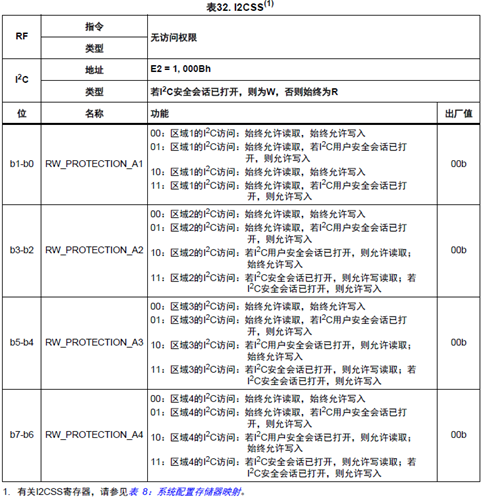 表32. I2CSS(1)
RF
指令
无访问权限
类型
I2C
地址
E2 = 1, 000Bh
类型
若I2C安全会话已打开，则为W，否则始终为R
位
名称
功能
出厂值
b1-b0
RW_PROTECTION_A1
00：区域1的I2C访问：始终允许读取，始终允许写入
01：区域1的I2C访问：始终允许读取，若I2C用户安全会话已打
开，则允许写入
10：区域1的I2C访问：始终允许读取，始终允许写入
11：区域1的I2C访问：始终允许读取，若I2C用户安全会话已打
开，则允许写入
00b
b3-b2
RW_PROTECTION_A2
00：区域2的I2C访问：始终允许读取，始终允许写入
01：区域2的I2C访问：始终允许读取，若I2C用户安全会话已打
开，则允许写入
10：区域2的I2C访问：若I2C用户安全会话已打开，则允许读取；
始终允许写入
11：区域2的I2C访问：若I2C安全会话已打开，则允许写读取；若
I2C安全会话已打开，则允许写入
00b
b5-b4
RW_PROTECTION_A3
00：区域3的I2C访问：始终允许读取，始终允许写入
01：区域3的I2C访问：始终允许读取，若I2C用户安全会话已打
开，则允许写入
10：区域3的I2C访问：若I2C用户安全会话已打开，则允许读取；
始终允许写入
11：区域3的I2C访问：若I2C安全会话已打开，则允许写读取；若
I2C安全会话已打开，则允许写入
00b
b7-b6
RW_PROTECTION_A4
00：区域4的I2C访问：始终允许读取，始终允许写入
01：区域4的I2C访问：始终允许读取，若I2C用户安全会话已打
开，则允许写入
10：区域4的I2C访问：若I2C用户安全会话已打开，则允许读取；
始终允许写入
11：区域4的I2C访问：若I2C安全会话已打开，则允许写读取；若
I2C安全会话已打开，则允许写入
00b
1. 有关I2CSS寄存器，请参见表 8：系统配置存储器映射。